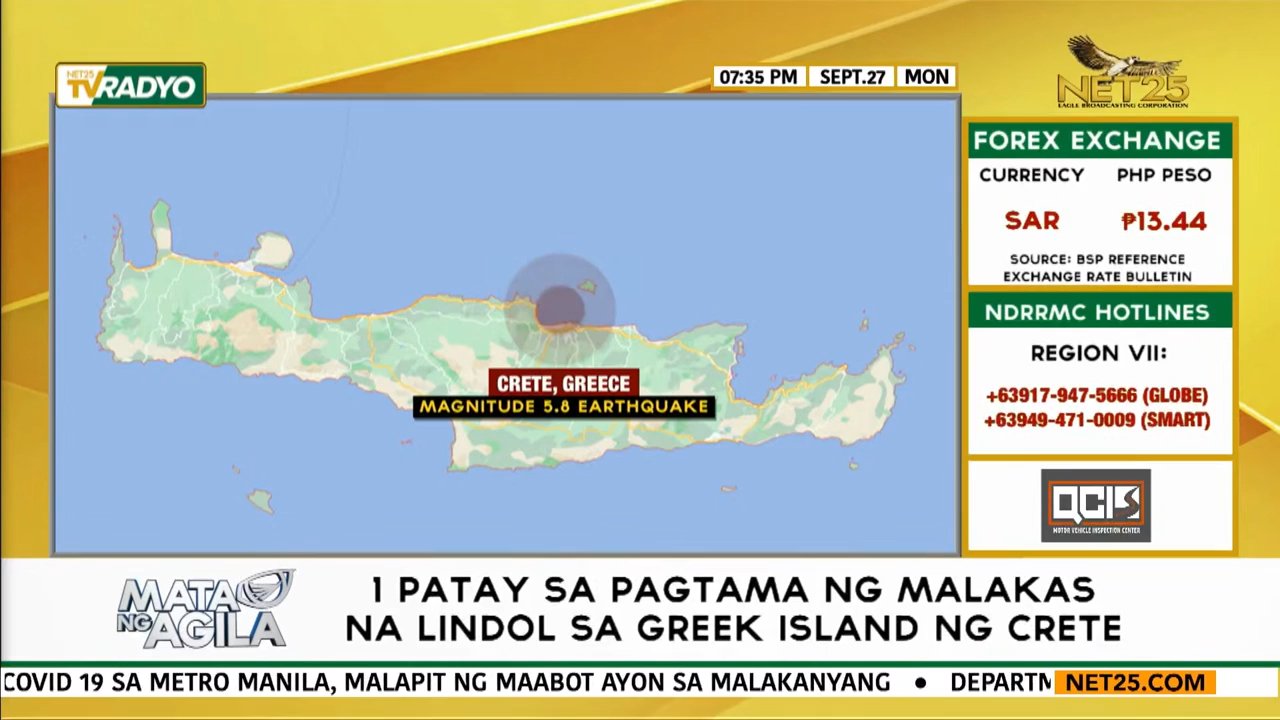 NET25
TVRADYO
07:35 PM SEPT.27 MON
NET25
EAGLE BROADCASTING CORPORATION
FOREX EXCHANGE
CURRENCY PHP PESO
SAR ₱13.44
SOURCE: BSP REFERENCE
EXCHANGE RATE BULLETIN
NDRRMC HOTLINES
REGION VII:
+63917-947-5666 (GLOBE)
+63949-471-0009 (SMART)
QCIS
MOTOR VEHICLE INSPECTION CENTER
CRETE, GREECE
MAGNITUDE 5.8 EARTHQUAKE
MATA
NG AGILA
1 PATAY SA PAGTAMA NG MALAKAS
NA LINDOL SA GREEK ISLAND NG CRETE
COVID 19 SA METRO MANILA, MALAPIT NG MAABOT AYON SA MALAKANYANG • DEPARTM
NET25.COM